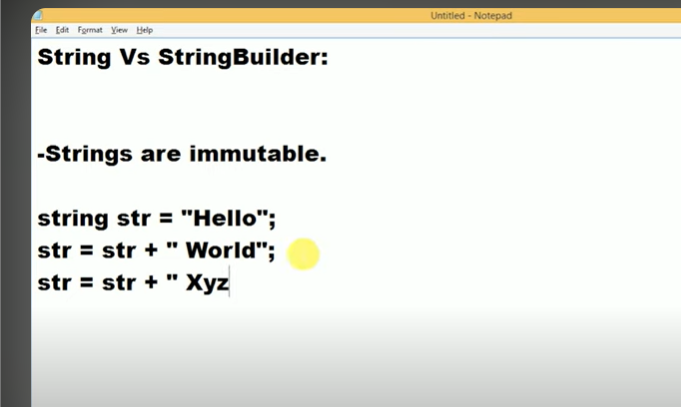 Untitled - Notepad
File Edit Format View Help
String Vs StringBuilder:
-Strings are immutable.
string str = "Hello";
str = str + " World";
str = str + " Xyz